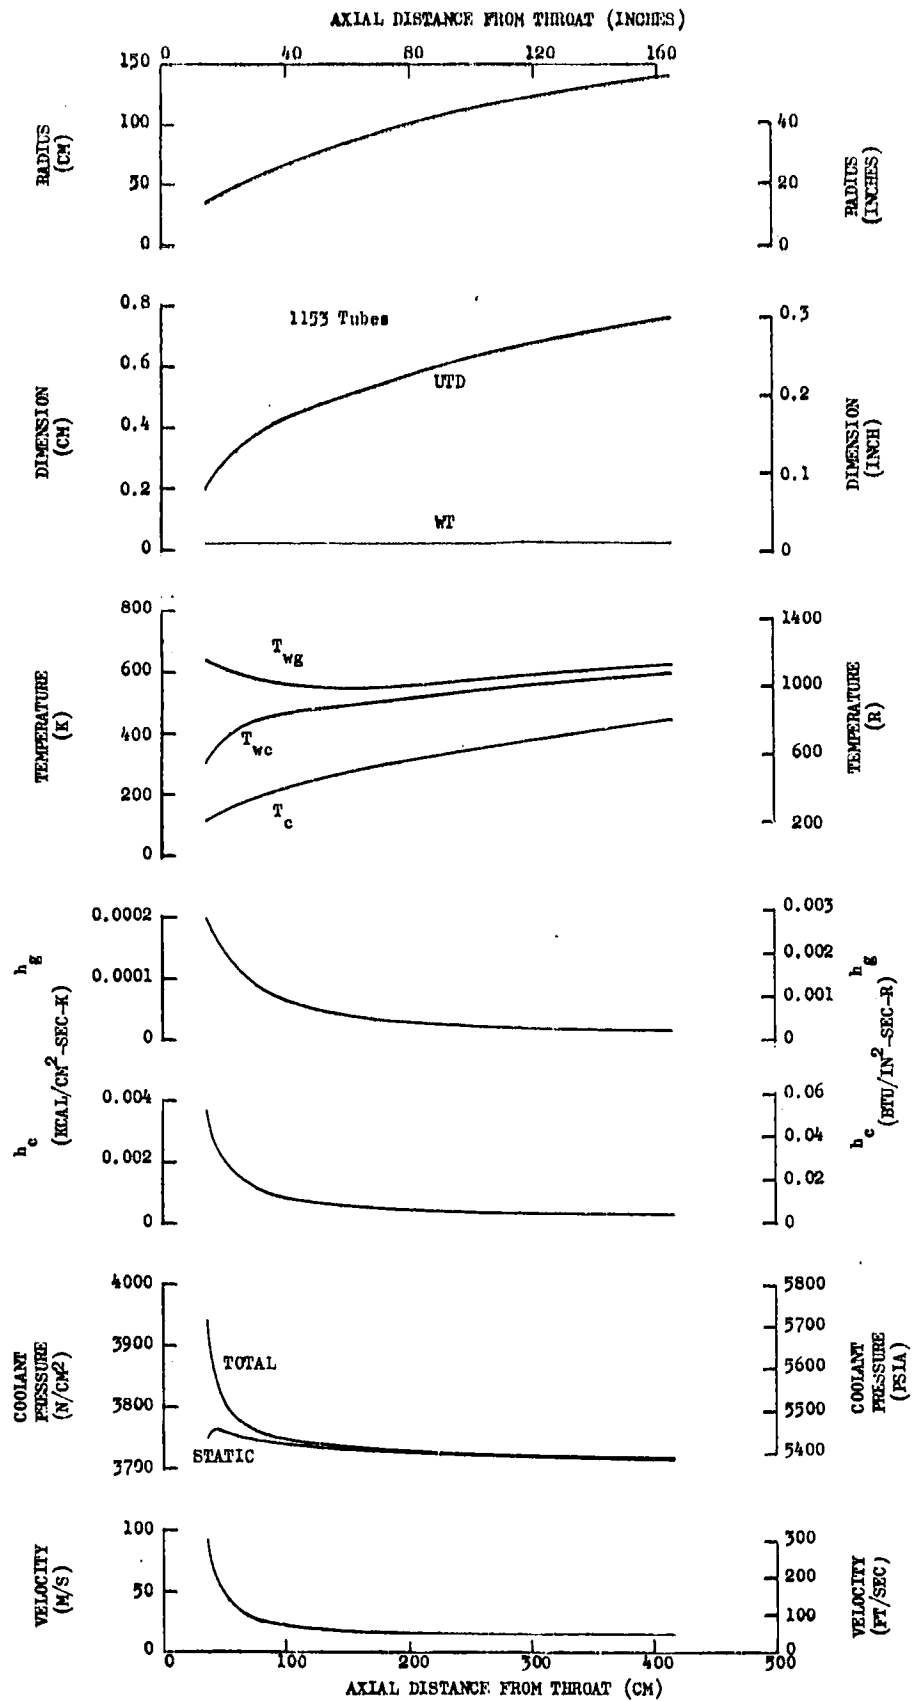 AXIAL DISTANCE FROM THROAT (INCHES)
0 40 80 120 160
150
100
50
0
RADIUS
(CM)
40
20
0
RADIUS
(INCHES)
0.8
0.6
0.4
0.2
0
DIMENSION
(CM)
1153 Tubes
UTD
WT
0.3
0.2
0.1
0
DIMENSION
(INCH)
800
600
400
200
0
TEMPERATURE
(K)
Twg
Twc
Tc
1400
1000
600
200
TEMPERATURE
(R)
0.0002
0.0001
0
hg
0.003
0.002
0.001
0
hg
(KCAL/CM²-SEC-K)
(BTU/IN²-SEC-R)
0.004
0.002
0
hc
0.06
0.04
0.02
0
hc
4000
3900
3800
3700
COOLANT
PRESSURE
(N/CM²)
TOTAL
STATIC
5800
5700
5600
5500
5400
COOLANT
PRESSURE
(PSIA)
100
50
0
VELOCITY
(M/S)
300
200
100
0
VELOCITY
(FT/SEC)
0 100 200 300 400 500
AXIAL DISTANCE FROM THROAT (CM)